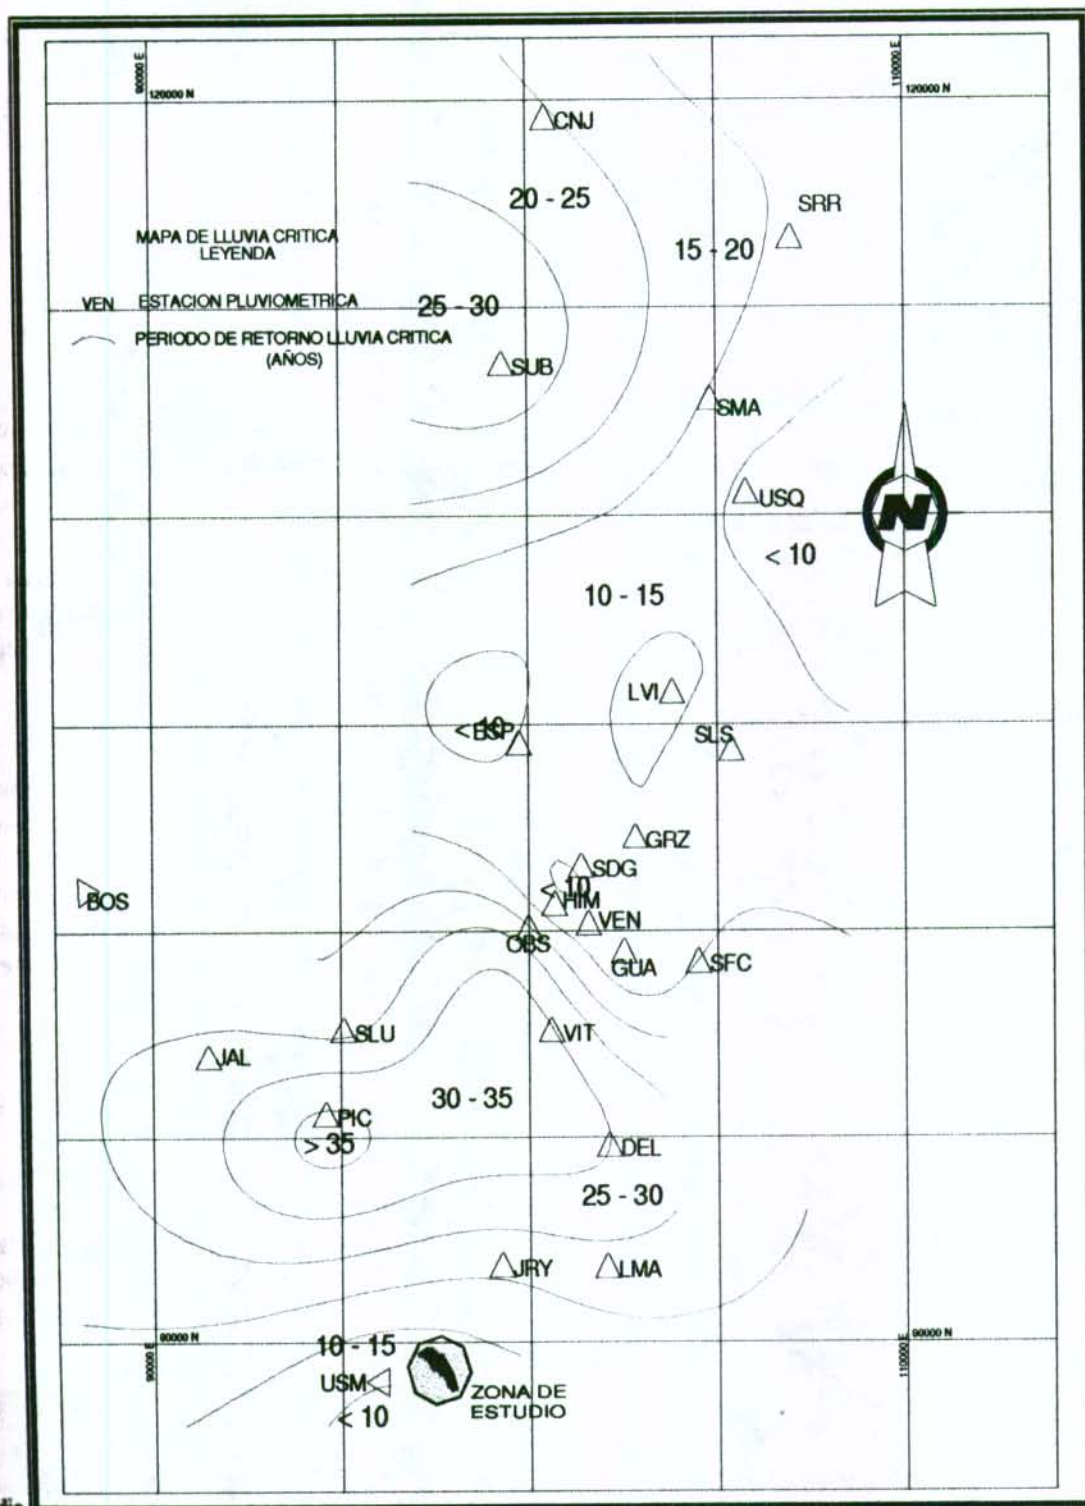 90000 E
110000 E
120000 N
120000 N
CNJ
20 - 25
SRR
MAPA DE LLUVIA CRITICA
LEYENDA
15 - 20
VEN ESTACION PLUVIOMETRICA
25 - 30
PERIODO DE RETORNO LLUVIA CRITICA
(AÑOS)
SUB
SMA
USQ
N
< 10
10 - 15
LVI
< 10
ESP
SLS
GRZ
SDG
< 10
BOS
HIM
VEN
OBS
GUA
SFC
SLU
VIT
JAL
30 - 35
PIC
> 35
DEL
25 - 30
JRY
LMA
90000 N
90000 N
90000 E
110000 E
10 - 15
USM
ZONA DE
ESTUDIO
< 10